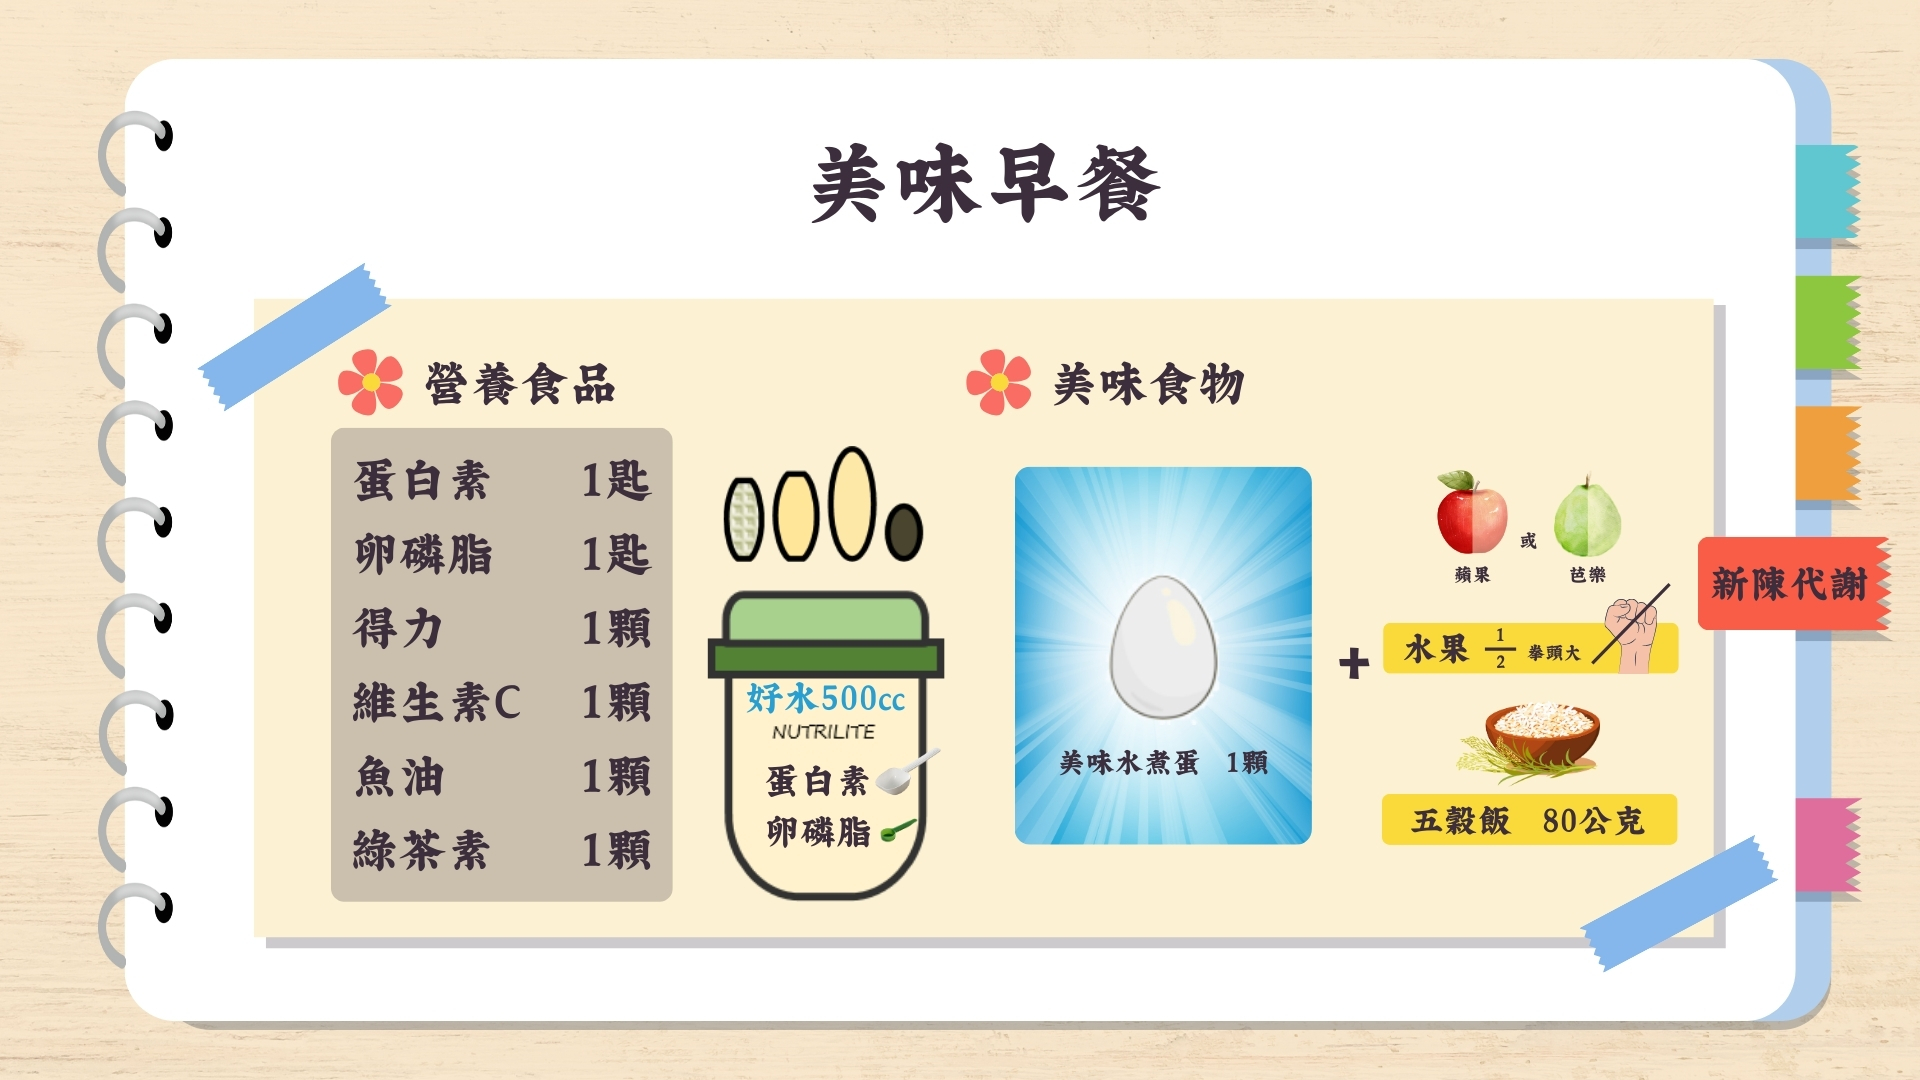 美味早餐
營養食品
蛋白素 1匙
卵磷脂 1匙
得力 1顆
維生素C 1顆
魚油 1顆
綠茶素 1顆
好水500cc
NUTRILITE
蛋白素
卵磷脂
美味食物
美味水煮蛋 1顆
+
或
蘋果 芭樂
水果 1/2 拳頭大
五穀飯 80公克
新陳代謝